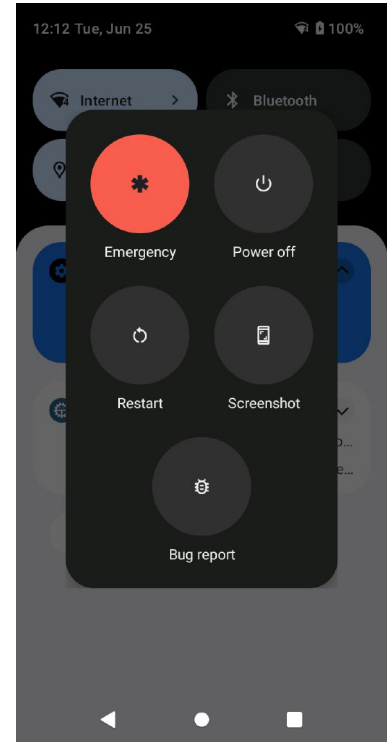 12:12 Tue, Jun 25 100%
Internet Bluetooth
Emergency Power off
Restart Screenshot
Bug report